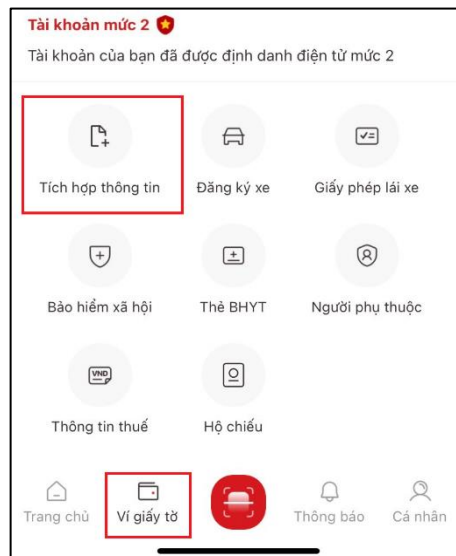 Tài khoản mức 2
Tài khoản của bạn đã được định danh điện tử mức 2
Tích hợp thông tin
Đăng ký xe
Giấy phép lái xe
Bảo hiểm xã hội
Thẻ BHYT
Người phụ thuộc
VND
Thông tin thuế
Hộ chiếu
Trang chủ
Ví giấy tờ
Thông báo
Cá nhân